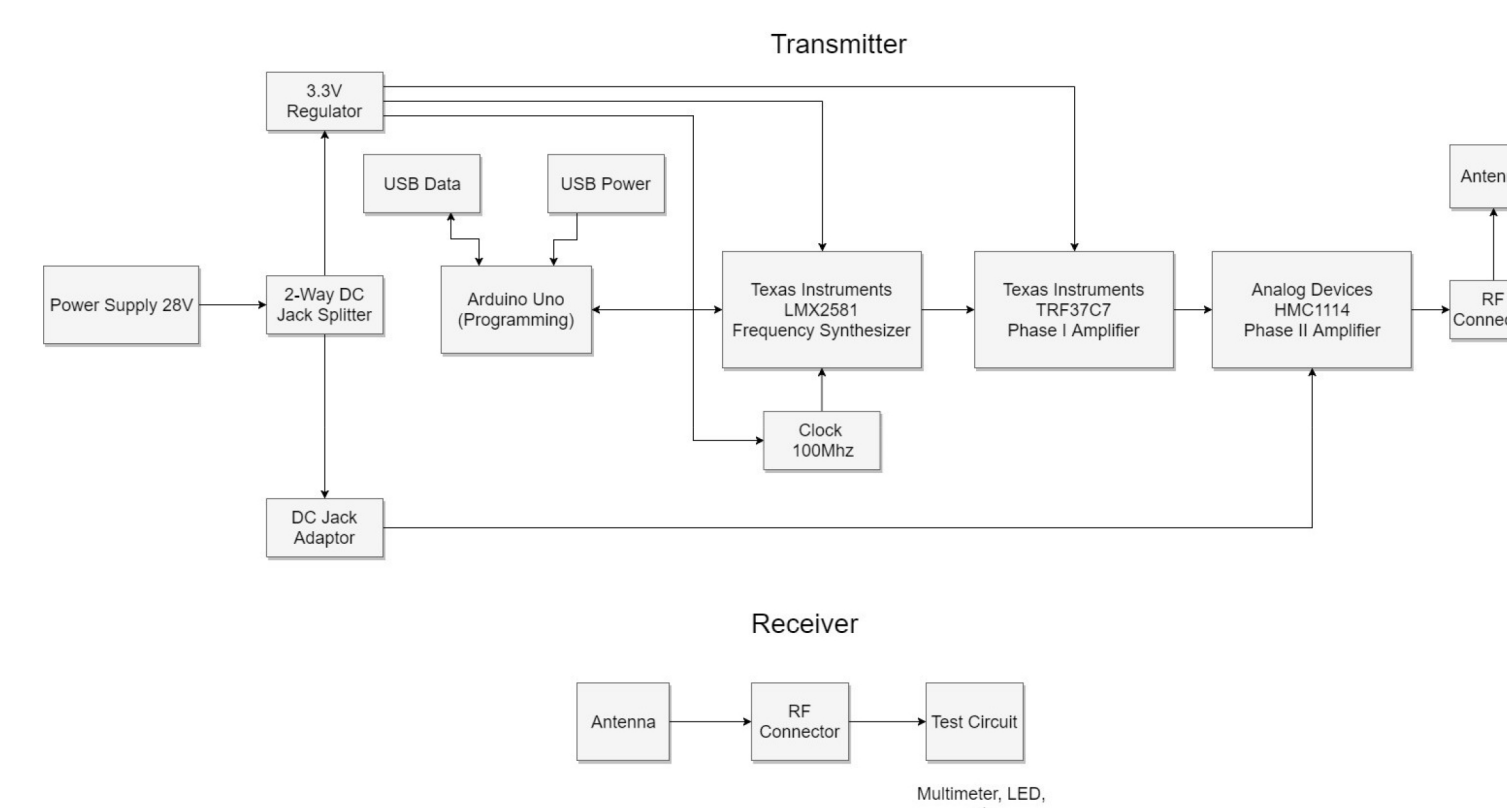 Transmitter
3.3V
Regulator
USB Data
USB Power
Power Supply 28V
2-Way DC
Jack Splitter
Arduino Uno
(Programming)
Texas Instruments
LMX2581
Frequency Synthesizer
Texas Instruments
TRF37C7
Phase I Amplifier
Analog Devices
HMC1114
Phase II Amplifier
RF
Clock
100Mhz
DC Jack
Adaptor
Receiver
Antenna
RF
Connector
Test Circuit
Multimeter, LED,